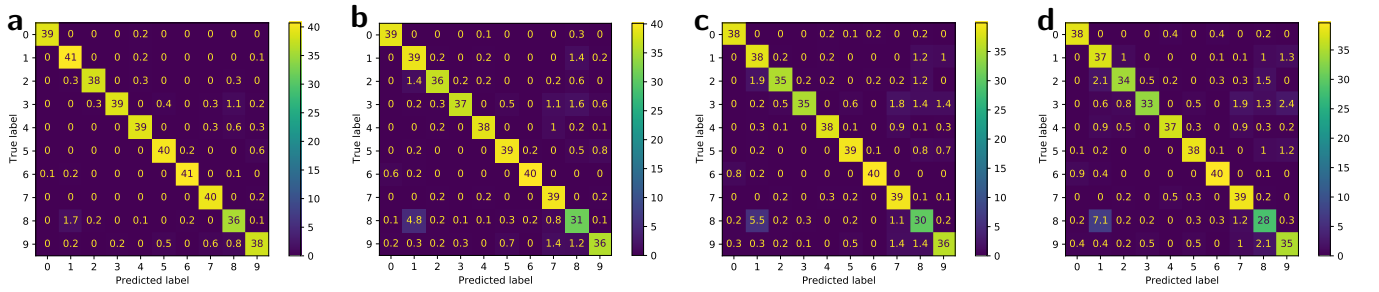 a
True label
0 39 0 0 0 0.2 0 0 0 0 0
1 0 41 0 0 0 0 0 0 0 0.1
2 0 0.3 38 0 0 0 0 0 0.3 0
3 0 0 0.3 39 0 0.4 0 0.3 1.1 0.2
4 0 0 0 0 39 0 0 0.3 0.6 0.3
5 0 0 0 0 0 40 0.2 0 0 0.6
6 0.1 0.2 0 0 0 0 41 0 0.1 0
7 0 0 0 0 0 0 0 40 0 0.2
8 0 1.7 0.2 0 0.1 0 0.2 0 36 0.1
9 0 0.2 0 0 0 0.5 0 0.6 0.8 38
0 1 2 3 4 5 6 7 8 9
Predicted label
40
35
30
25
20
15
10
5
0
b
True label
0 39 0 0 0 0.1 0 0 0 0.3 0
1 0 39 0.2 0 0 0 0 0 1.4 0.2
2 0 1.4 36 0.2 0.2 0 0 0.2 0.6 0
3 0 0.2 0.3 37 0 0.5 0 1.1 1.6 0.6
4 0 0 0.2 0 38 0 0 1 0.2 0.1
5 0 0 0 0 0 39 0 0 0.5 0.8
6 0.6 0.2 0 0 0 0 40 0 0 0
7 0 0 0 0 0 0 0 39 0 0.2
8 0.1 4.8 0.2 0.1 0.1 0.3 0.2 0.8 31 0.1
9 0.2 0.3 0.2 0.3 0 0.7 0 1.4 1.2 36
0 1 2 3 4 5 6 7 8 9
Predicted label
40
35
30
25
20
15
10
5
0
c
True label
0 38 0 0 0 0.2 0 0.1 0 0.2 0
1 0 38 0.2 0 0 0 0 0 1.2 1
2 0 1.9 35 0.2 0.2 0 0.2 0.2 1.2 0
3 0 0.2 0.5 35 0 0.6 0 1.8 1.4 1.4
4 0 0.3 0.1 0 38 0.1 0 0.9 0.1 0.3
5 0 0.1 0 0 0.1 39 0.1 0 0.8 0.7
6 0.8 0.2 0 0 0 0 40 0 0 0
7 0 0 0.2 0 0 0 0 39 0.1 0.1
8 0.2 5.5 0.2 0.2 0 0 0 1.1 30 0.2
9 0.3 0.3 0.1 0.3 0 0.5 0 1.4 1.4 36
0 1 2 3 4 5 6 7 8 9
Predicted label
35
30
25
20
15
10
5
0
d
True label
0 38 0 0 0 0.4 0 0.4 0 0.2 0
1 0 37 1 0 0 0 0.1 0.1 1 1.3
2 0 2.1 34 0.5 0.2 0 0.2 0.3 1.5 0
3 0 0.6 0.8 33 0 0.5 0 1.9 1.3 2.4
4 0 0.9 0.5 0 37 0 0 0.9 0.3 0.2
5 0.1 0.2 0 0 0 38 0.1 0 1 1.2
6 0.9 0.4 0 0 0 0 40 0 0.1 0
7 0 0 0.2 0 0.5 0.3 0 39 0.2 0
8 0.2 7.1 0.2 0.2 0 0.3 0.3 1.2 28 0.3
9 0.4 0.4 0.2 0.5 0 0.5 0 1 2.1 35
0 1 2 3 4 5 6 7 8 9
Predicted label
35
30
25
20
15
10
5
0